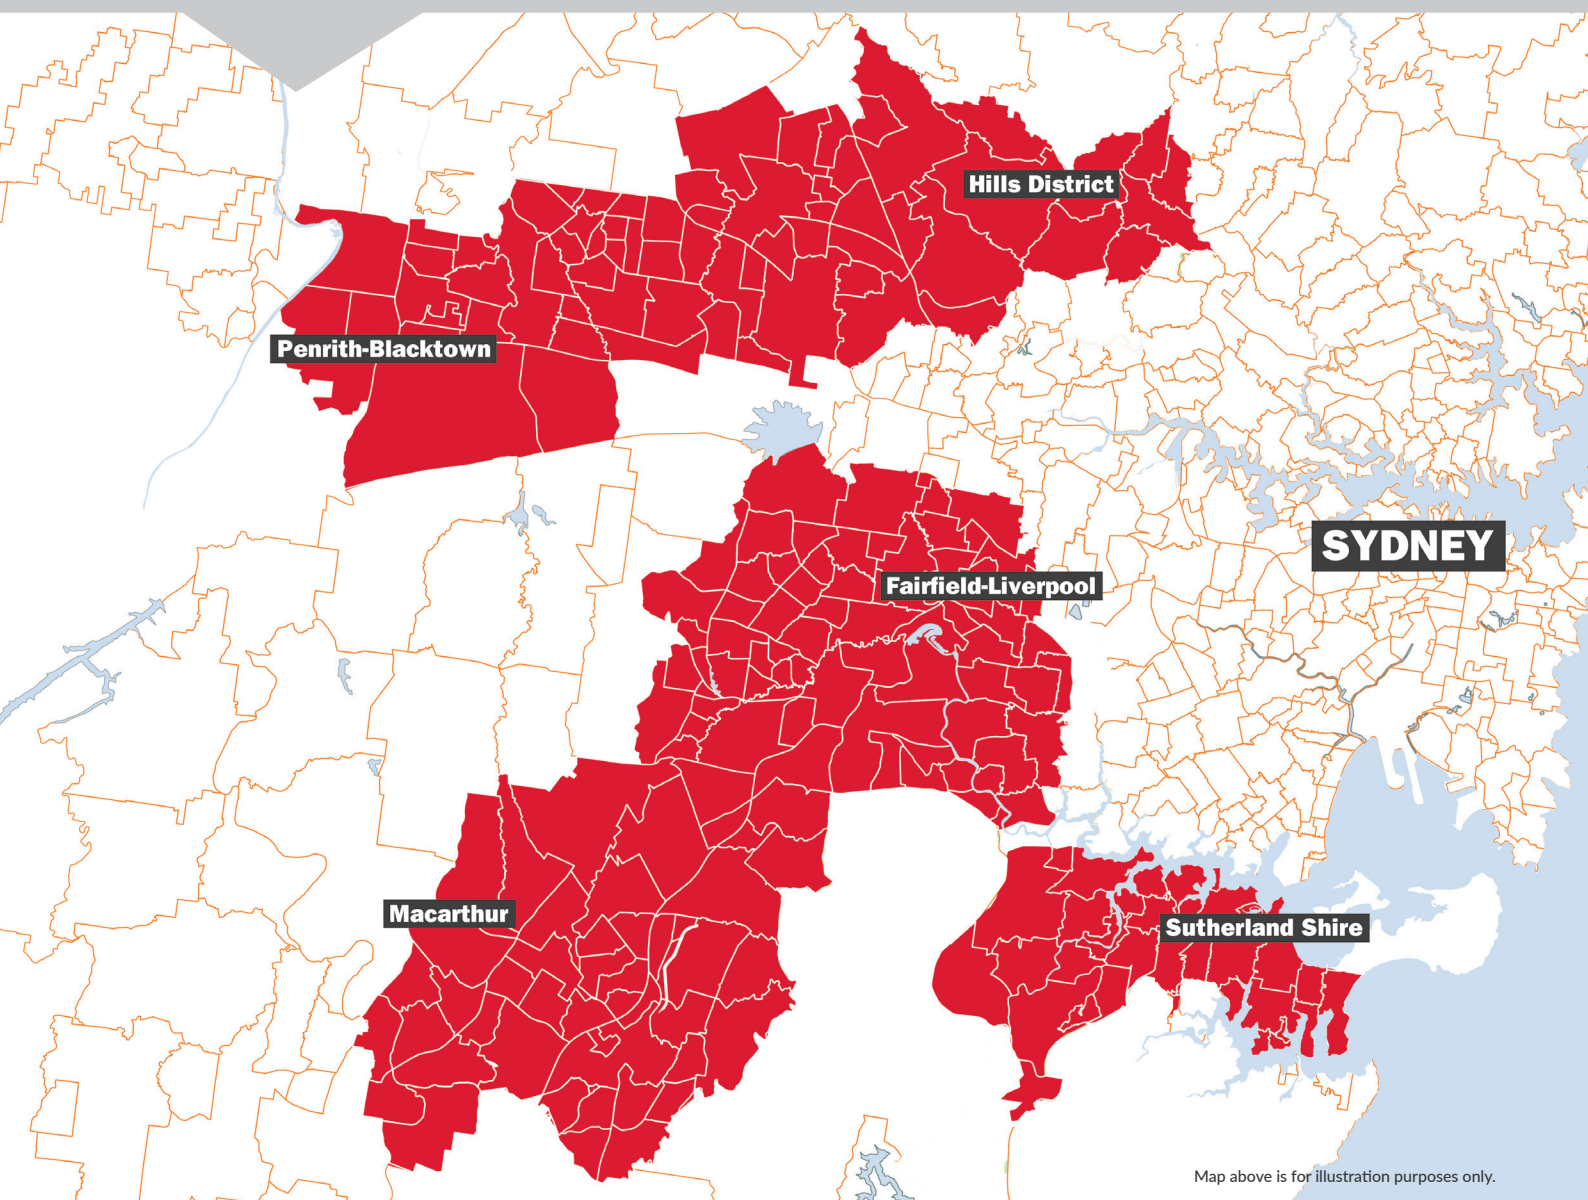 Hills District
Penrith-Blacktown
SYDNEY
Fairfield-Liverpool
Macarthur
Sutherland Shire
Map above is for illustration purposes only.